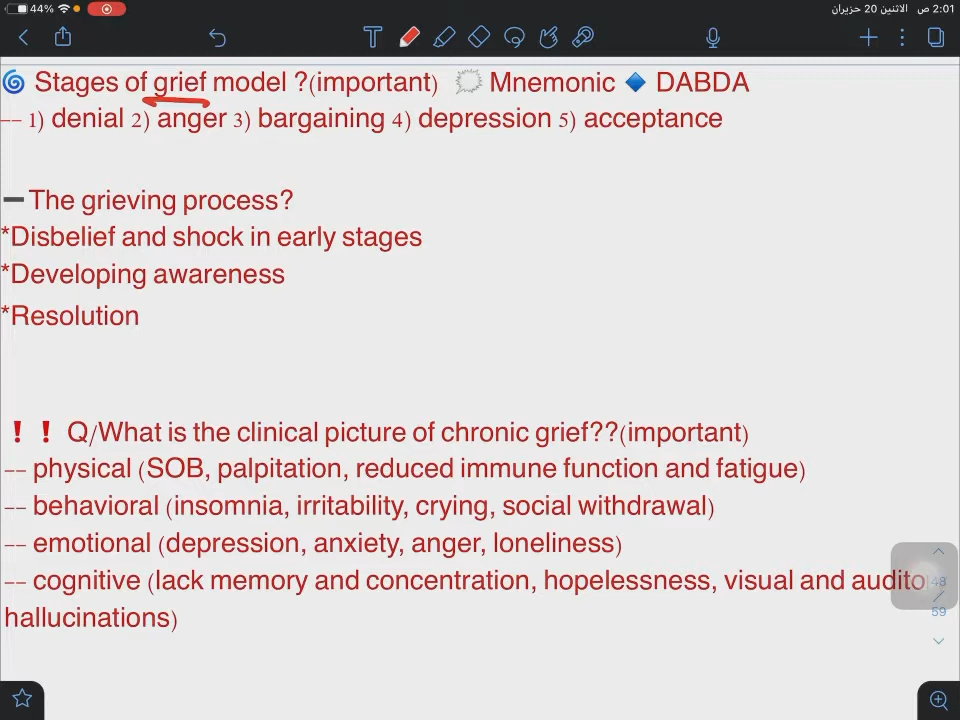 44%
2:01 ص الاثنين 20 حزيران
Stages of grief model ?(important) Mnemonic DABDA
-- 1) denial 2) anger 3) bargaining 4) depression 5) acceptance
The grieving process?
*Disbelief and shock in early stages
*Developing awareness
*Resolution
Q/What is the clinical picture of chronic grief??(important)
-- physical (SOB, palpitation, reduced immune function and fatigue)
-- behavioral (insomnia, irritability, crying, social withdrawal)
-- emotional (depression, anxiety, anger, loneliness)
-- cognitive (lack memory and concentration, hopelessness, visual and audito
hallucinations)
48
/
59